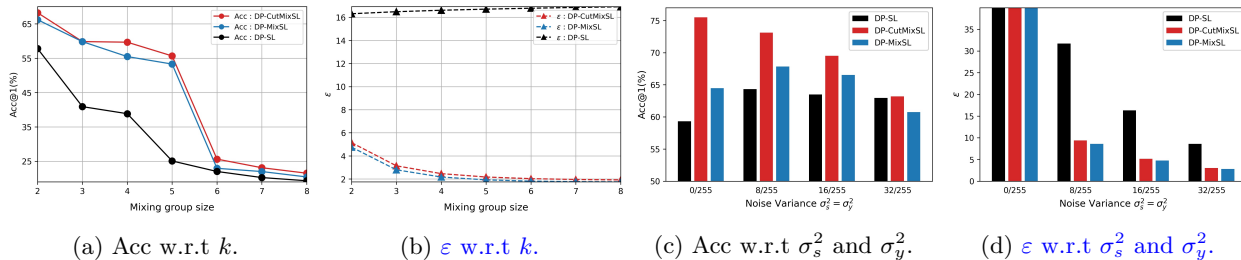 65
55
45
35
25
Acc@1(%)
2 3 4 5 6 7 8
Mixing group size
Acc : DP-CutMixSL
Acc : DP-MixSL
Acc : DP-SL
(a) Acc w.r.t k.
16
14
12
10
8
6
4
2
ε
2 3 4 5 6 7 8
Mixing group size
ε : DP-CutMixSL
ε : DP-MixSL
ε : DP-SL
(b) ε w.r.t k.
80
75
70
65
60
55
50
Acc@1(%)
0/255 8/255 16/255 32/255
Noise Variance σ_s^2 = σ_y^2
DP-SL
DP-CutMixSL
DP-MixSL
(c) Acc w.r.t σ_s^2 and σ_y^2.
35
30
25
20
15
10
5
0
ε
0/255 8/255 16/255 32/255
Noise Variance σ_s^2 = σ_y^2
DP-SL
DP-CutMixSL
DP-MixSL
(d) ε w.r.t σ_s^2 and σ_y^2.